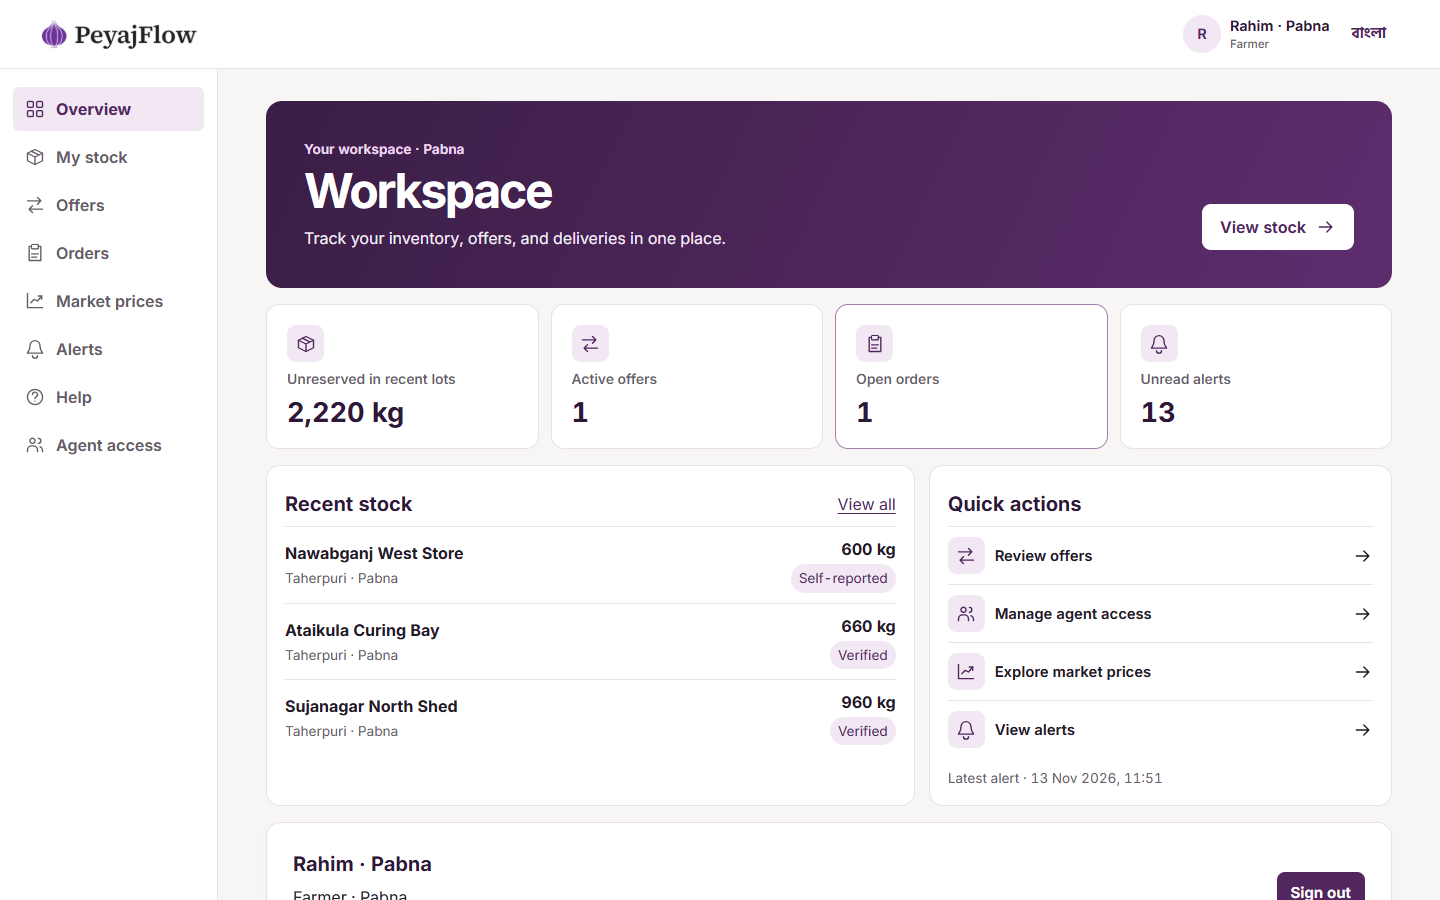 PeyajFlow
R
Rahim · Pabna
Farmer
বাংলা
Overview
My stock
Offers
Orders
Market prices
Alerts
Help
Agent access
Your workspace · Pabna
Workspace
Track your inventory, offers, and deliveries in one place.
View stock
Unreserved in recent lots
2,220 kg
Active offers
1
Open orders
1
Unread alerts
13
Recent stock
View all
Nawabganj West Store
600 kg
Taherpuri · Pabna
Self-reported
Ataikula Curing Bay
660 kg
Taherpuri · Pabna
Verified
Sujanagar North Shed
960 kg
Taherpuri · Pabna
Verified
Quick actions
Review offers
Manage agent access
Explore market prices
View alerts
Latest alert · 13 Nov 2026, 11:51
Rahim · Pabna
Farmer · Pabna
Sign out